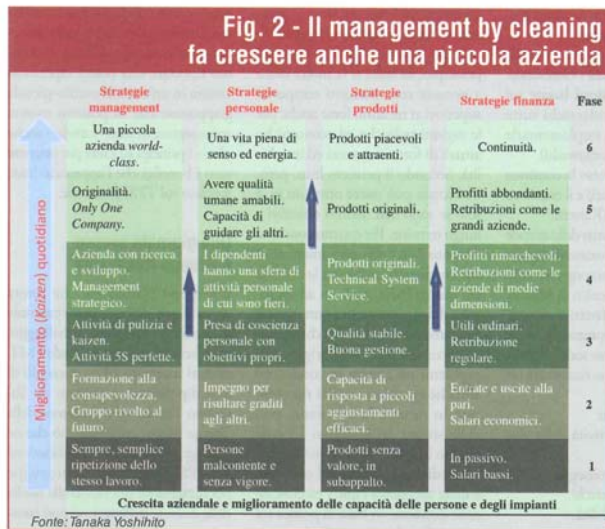 Fig. 2 - Il management by cleaning
fa crescere anche una piccola azienda
Strategie
management
Strategie
personale
Strategie
prodotti
Strategie finanza
Fase
Una piccola
azienda world-
class.
Una vita piena di
senso ed energia.
Prodotti piacevoli
e attraenti.
Continuità.
6
Originalità.
Only One
Company.
Avere qualità
umane amabili.
Capacità di
guidare gli altri.
Prodotti originali.
Profitti abbondanti.
Retribuzioni come le
grandi aziende.
5
Azienda con ricerca
e sviluppo.
Management
strategico.
I dipendenti
hanno una sfera di
attività personale
di cui sono fieri.
Prodotti originali.
Technical System
Service.
Profitti rimarchevoli.
Retribuzioni come le
aziende di medie
dimensioni.
4
Attività di pulizia e
kaizen.
Attività 5S perfette.
Presa di coscienza
personale con
obiettivi propri.
Qualità stabile.
Buona gestione.
Utili ordinari.
Retribuzione
regolare.
3
Formazione alla
consapevolezza.
Gruppo rivolto al
futuro.
Impegno per
risultare graditi
agli altri.
Capacità di
risposta a piccoli
aggiustamenti
efficaci.
Entrate e uscite alla
pari.
Salari economici.
2
Sempre, semplice
ripetizione dello
stesso lavoro.
Persone
malcontente e
senza vigore.
Prodotti senza
valore, in
subappalto.
In passivo.
Salari bassi.
1
Miglioramento (Kaizen) quotidiano
Crescita aziendale e miglioramento delle capacità delle persone e degli impianti
Fonte: Tanaka Yoshihito